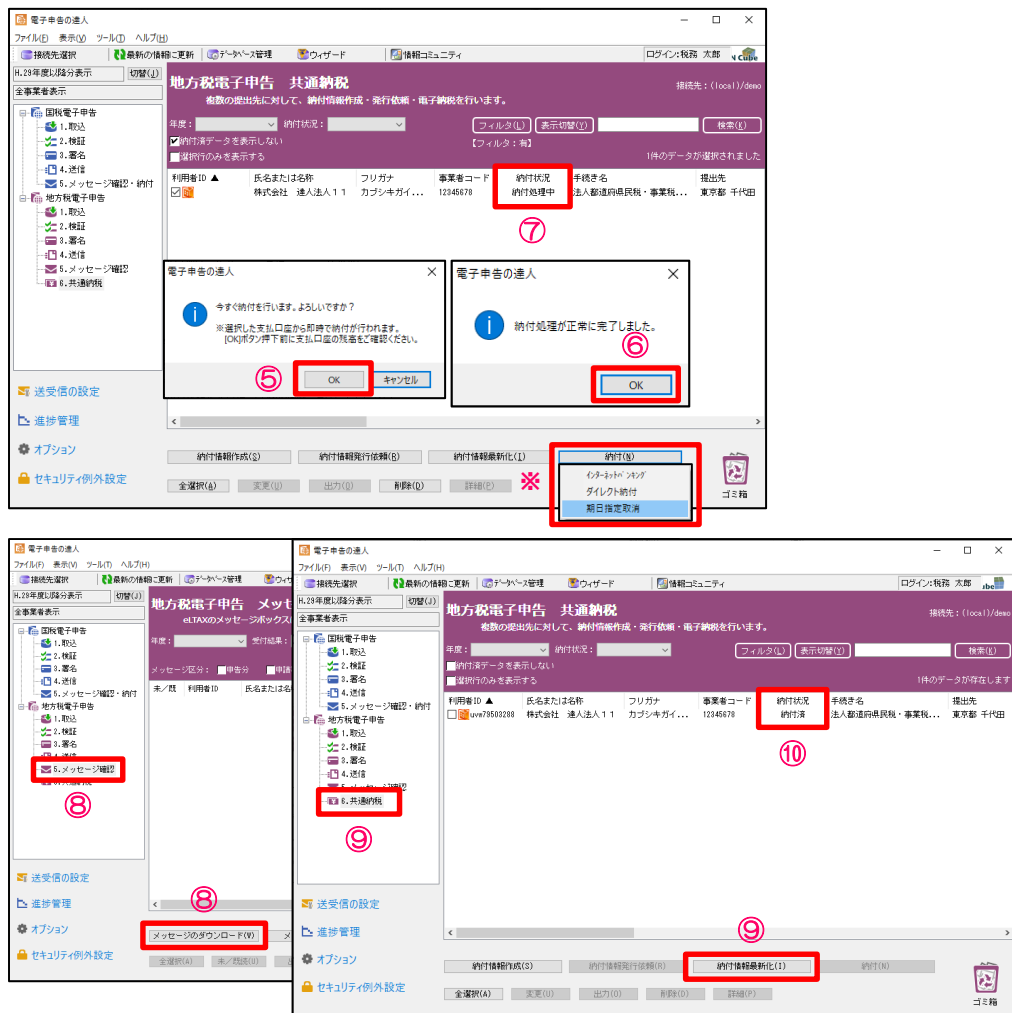 電子申告の達人
ファイル(F) 表示(V) ツール(T) ヘルプ(H)
接続先選択 最新の情報に更新 データベース管理 ウィザード 情報コミュニティ ログイン:税務 太郎
H.29年度以降分表示 切替(J)
全事業者表示
国税電子申告
1.取込
2.検証
3.署名
4.送信
5.メッセージ確認・納付
地方税電子申告
1.取込
2.検証
3.署名
4.送信
5.メッセージ確認
6.共通納税
送受信の設定
進捗管理
オプション
セキュリティ例外設定
地方税電子申告 共通納税
接続先:(local)/demo
複数の提出先に対して、納付情報作成・発行依頼・電子納税を行います。
年度: 納付状況: フィルタ(L) 表示切替(Y) 検索(K)
納付済データを表示しない 【フィルタ:有】
選択行のみを表示する 1件のデータが選択されました
利用者ID ▲ 氏名または名称 フリガナ 事業者コード 納付状況 手続き名 提出先
株式会社 達人法人11 カゴシキガイ... 12345678 納付処理中 法人都道府県民税・事業税... 東京都 千代田
⑦
電子申告の達人
今すぐ納付を行います。よろしいですか?
※選択した支払口座から即時で納付が行われます。
[OK]ボタン押下前に支払口座の残高をご確認ください。
⑤ OK キャンセル
電子申告の達人
納付処理が正常に完了しました。
⑥
OK
納付情報作成(S) 納付情報発行依頼(R) 納付情報最新化(I) 納付(N)
全選択(A) 変更(U) 出力(O) 削除(D) 詳細(P) ※
インターネットバンキング
ダイレクト納付
期日指定取消
ゴミ箱
電子申告の達人
ファイル(F) 表示(V) ツール(T) ヘルプ(H)
接続先選択 最新の情報に更新 データベース管理
H.29年度以降分表示 切替(J)
全事業者表示
国税電子申告
1.取込
2.検証
3.署名
4.送信
5.メッセージ確認・納付
地方税電子申告
1.取込
2.検証
3.署名
5.メッセージ確認
⑧
送受信の設定
進捗管理
オプション
セキュリティ例外設定
地方税電子申告 メッセ
eLTAXのメッセージボックス
年度: 受付結果:
メッセージ区分: 申告分 申請
未/既 利用者ID 氏名または名
⑧
メッセージのダウンロード(W)
全選択(A) 未/既読(U)
電子申告の達人
ファイル(F) 表示(V) ツール(T) ヘルプ(H)
接続先選択 最新の情報に更新 データベース管理 ウィザード 情報コミュニティ ログイン:税務 太郎
H.29年度以降分表示 切替(J)
全事業者表示
国税電子申告
1.取込
2.検証
3.署名
4.送信
5.メッセージ確認・納付
地方税電子申告
1.取込
2.検証
3.署名
4.送信
6.共通納税
⑨
送受信の設定
進捗管理
オプション
セキュリティ例外設定
地方税電子申告 共通納税
接続先:(local)/demo
複数の提出先に対して、納付情報作成・発行依頼・電子納税を行います。
年度: 納付状況: フィルタ(L) 表示切替(Y) 検索(K)
納付済データを表示しない
選択行のみを表示する 1件のデータが存在します
利用者ID ▲ 氏名または名称 フリガナ 事業者コード 納付状況 手続き名 提出先
uvw79503288 株式会社 達人法人11 カゴシキガイ... 12345678 納付済 法人都道府県民税・事業税... 東京都 千代田
⑩
⑨
納付情報作成(S) 納付情報発行依頼(R) 納付情報最新化(I) 納付(N)
全選択(A) 変更(U) 出力(O) 削除(D) 詳細(P)
ゴミ箱